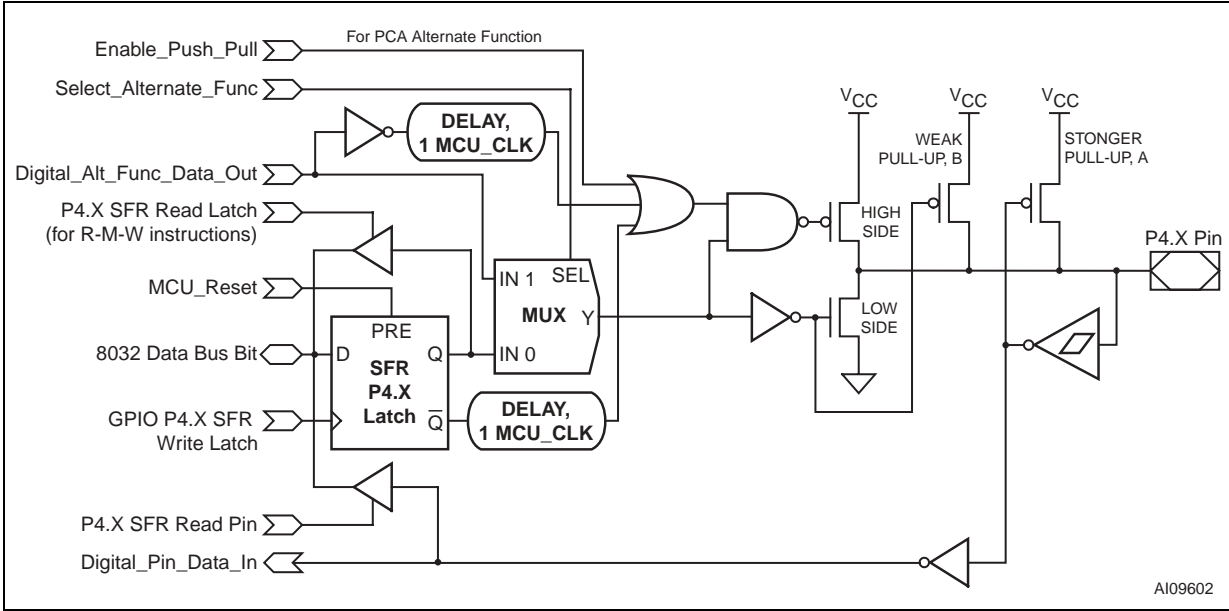 Enable_Push_Pull
For PCA Alternate Function
Select_Alternate_Func
DELAY,
1 MCU_CLK
Digital_Alt_Func_Data_Out
P4.X SFR Read Latch
(for R-M-W instructions)
MCU_Reset
8032 Data Bus Bit
GPIO P4.X SFR
Write Latch
P4.X SFR Read Pin
Digital_Pin_Data_In
PRE
D
Q
SFR
P4.X
Latch
Q̅
DELAY,
1 MCU_CLK
IN 1
SEL
MUX
Y
IN 0
VCC
HIGH
SIDE
LOW
SIDE
VCC
WEAK
PULL-UP, B
VCC
STONGER
PULL-UP, A
P4.X Pin
AI09602